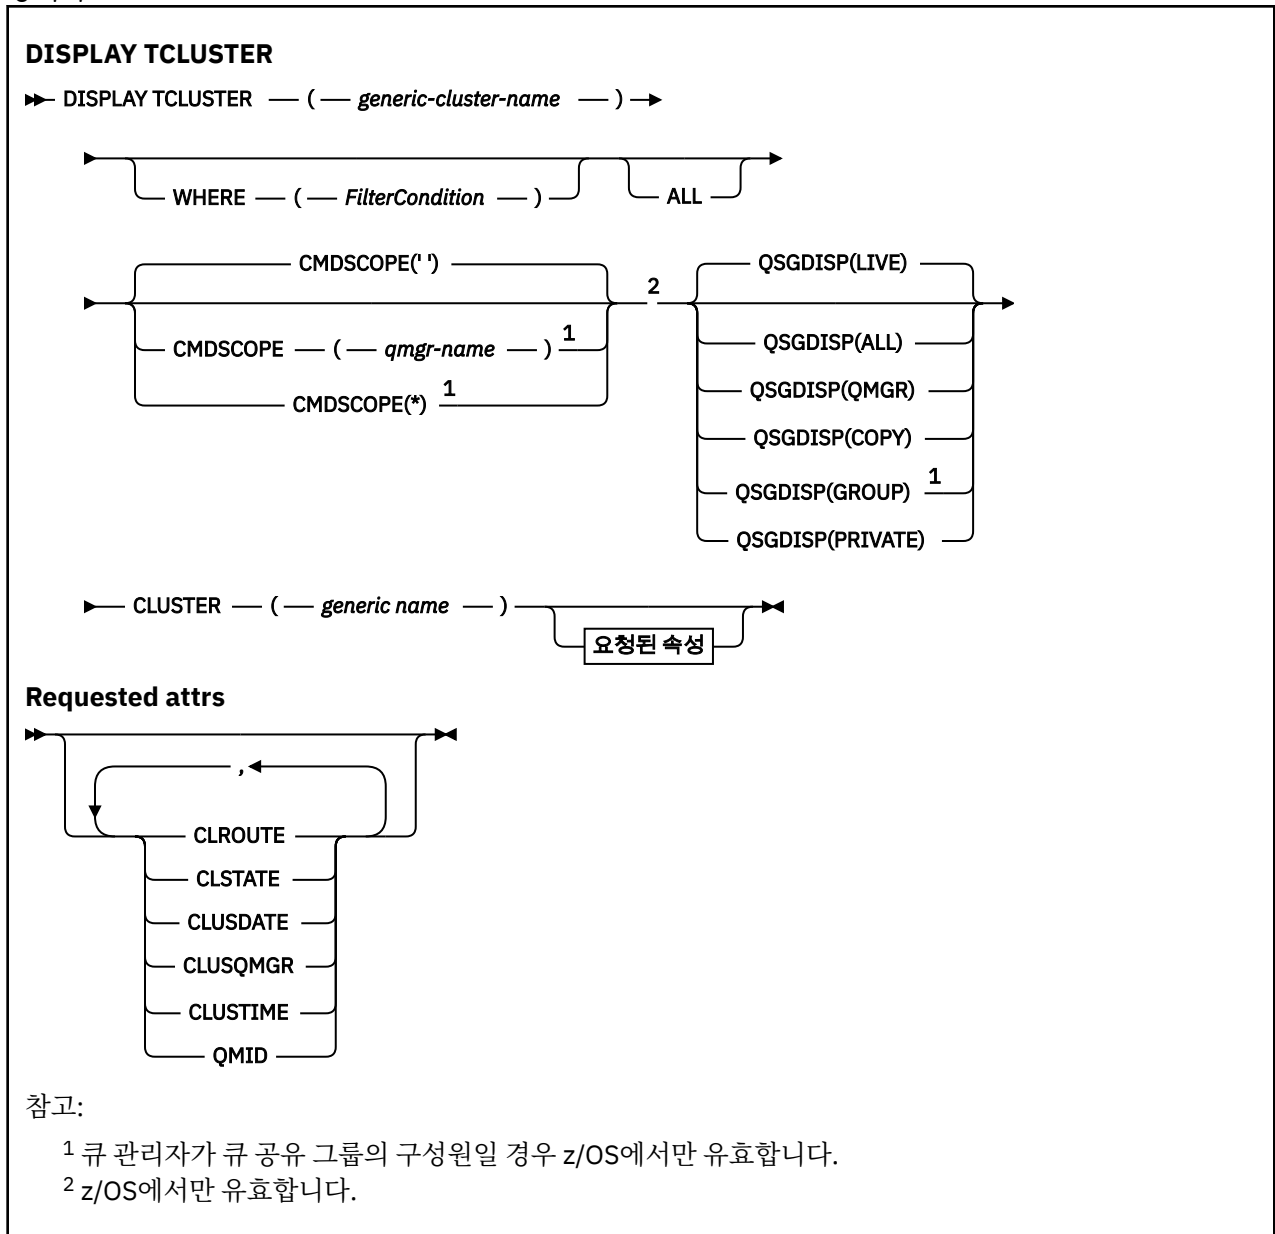 DISPLAY TCLUSTER
DISPLAY TCLUSTER ( generic-cluster-name )
WHERE ( FilterCondition ) ALL
CMDSCOPE(' ')
CMDSCOPE ( qmgr-name ) 1
CMDSCOPE(*) 1
2
QSGDISP(LIVE)
QSGDISP(ALL)
QSGDISP(QMGR)
QSGDISP(COPY)
QSGDISP(GROUP) 1
QSGDISP(PRIVATE)
CLUSTER ( generic name )
요청된 속성
Requested attrs
,
CLROUTE
CLSTATE
CLUSDATE
CLUSQMGR
CLUSTIME
QMID
참고:
1 큐 관리자가 큐 공유 그룹의 구성원일 경우 z/OS에서만 유효합니다.
2 z/OS에서만 유효합니다.